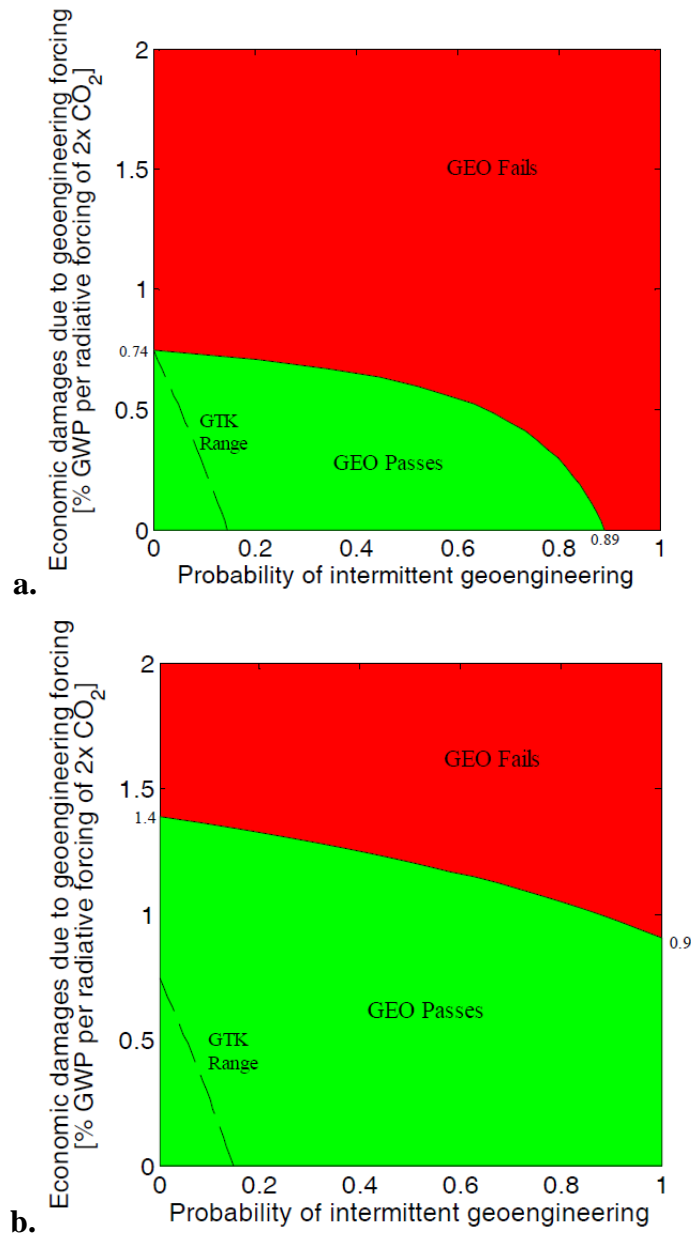 Economic damages due to geoengineering forcing
[% GWP per radiative forcing of 2x CO2]
2
1.5
1
0.74
0.5
0
GEO Fails
GTK
Range
GEO Passes
0
0.2
0.4
0.6
0.8
0.89
1
Probability of intermittent geoengineering
a.
Economic damages due to geoengineering forcing
[% GWP per radiative forcing of 2x CO2]
2
1.5
1.4
1
0.5
0
GEO Fails
0.9
GEO Passes
GTK
Range
0
0.2
0.4
0.6
0.8
1
Probability of intermittent geoengineering
b.